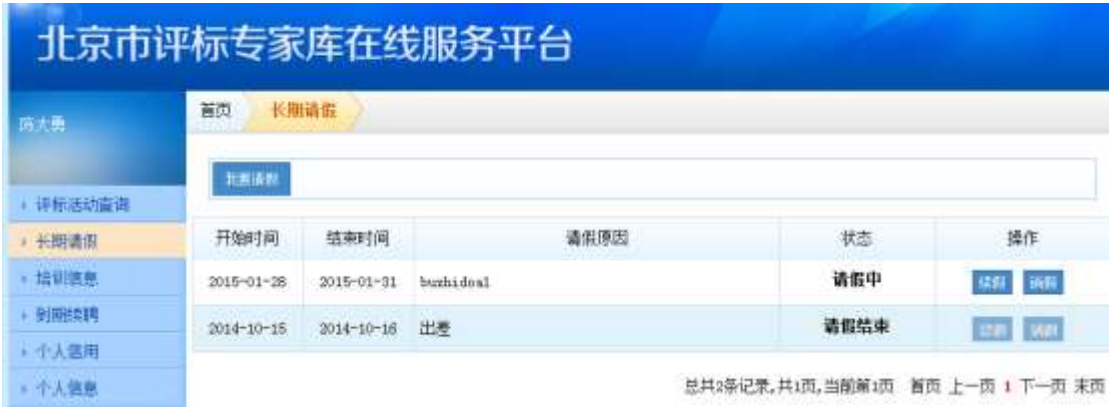 北京市评标专家库在线服务平台
首页 长期请假
陈大勇
我要请假
评标活动查询
长期请假
开始时间 结束时间 请假原因 状态 操作
培训信息
2015-01-28 2015-01-31 buzhidoa1 请假中 续假 销假
到期续聘
2014-10-15 2014-10-16 出差 请假结束 续假 销假
个人信用
个人信息
总共2条记录,共1页,当前第1页 首页 上一页 1 下一页 末页